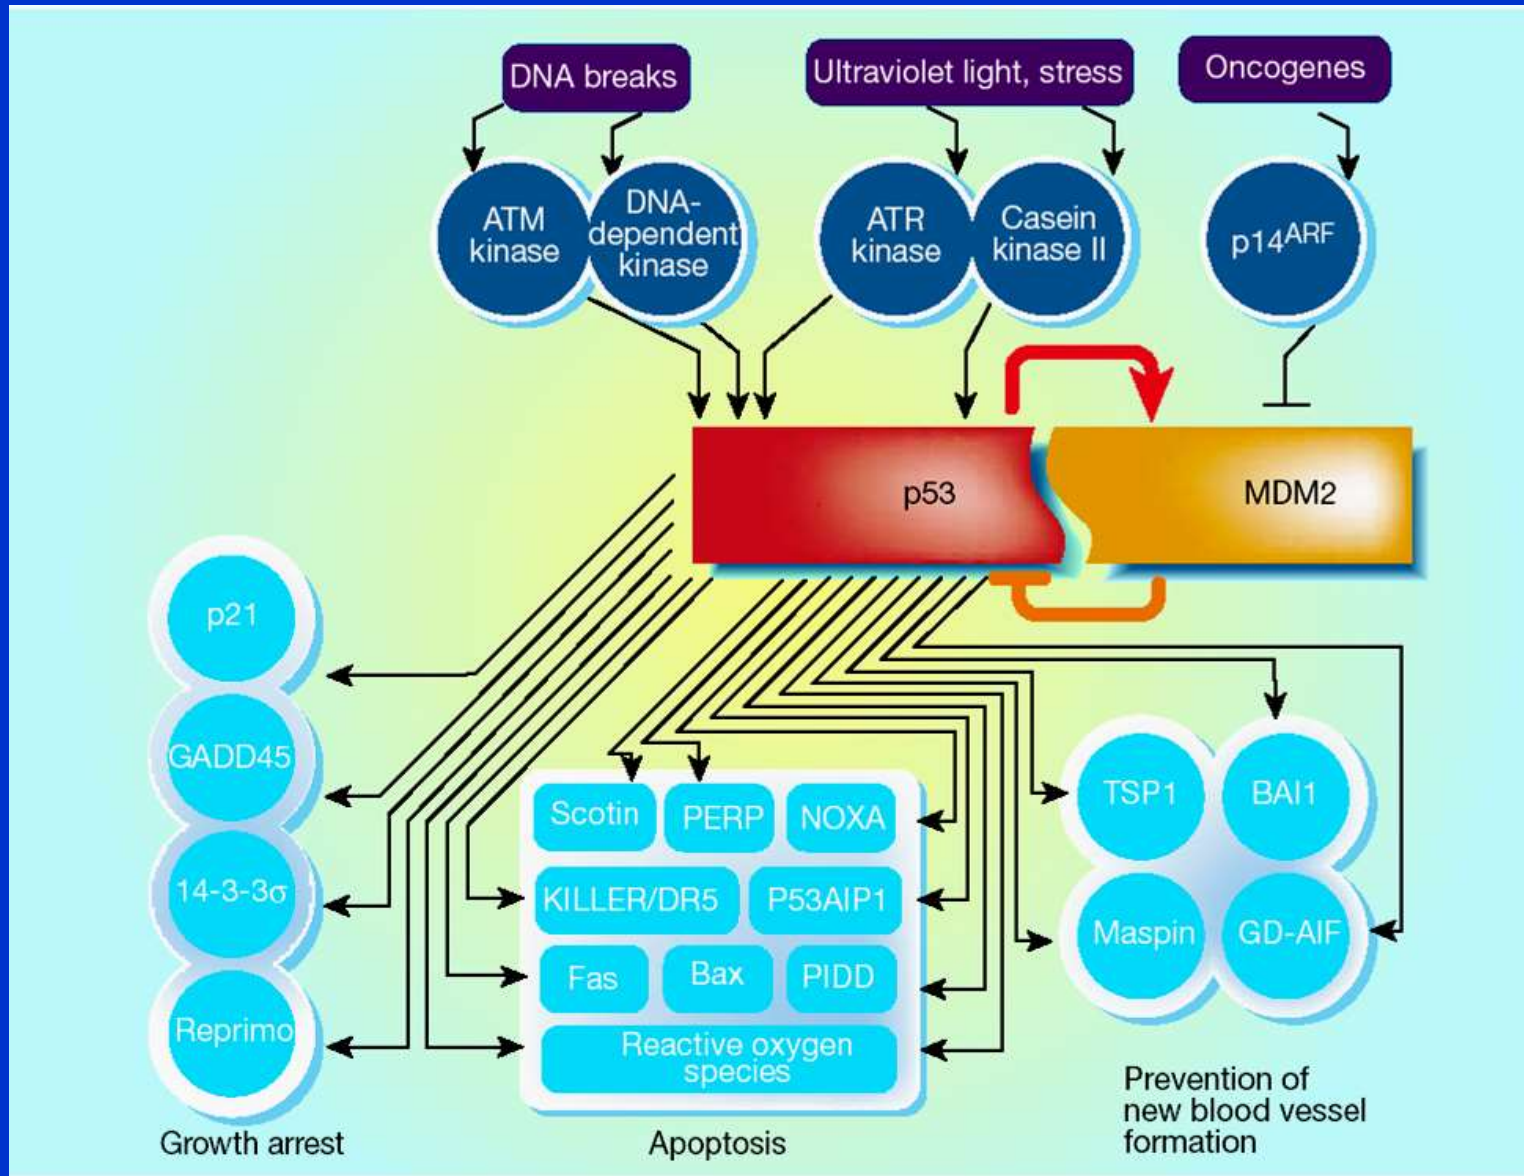 DNA breaks
Ultraviolet light, stress
Oncogenes
ATM
kinase
DNA-
dependent
kinase
ATR
kinase
Casein
kinase II
p14ARF
p53
MDM2
p21
GADD45
14-3-3σ
Reprimo
Growth arrest
Scotin
PERP
NOXA
KILLER/DR5
P53AIP1
Fas
Bax
PIDD
Reactive oxygen
species
Apoptosis
TSP1
BAI1
Maspin
GD-AIF
Prevention of
new blood vessel
formation